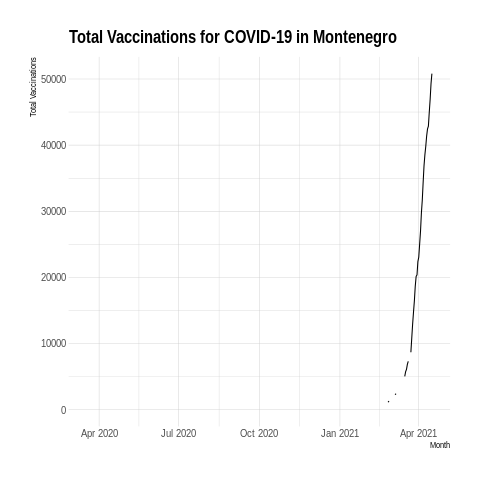 Total Vaccinations for COVID-19 in Montenegro
Total Vaccinations
50000
40000
30000
20000
10000
0
Apr 2020 Jul 2020 Oct 2020 Jan 2021 Apr 2021
Month